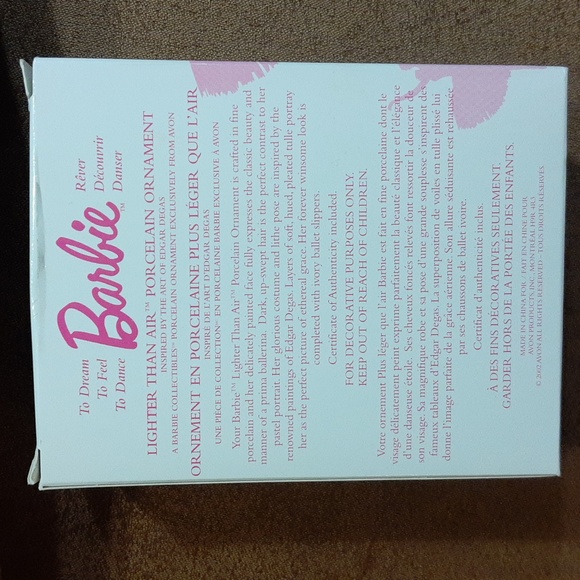 To Dream
To Feel
To Dance
Barbie™
Rêver
Découvrir
Danser
LIGHTER THAN AIR™ PORCELAIN ORNAMENT
INSPIRED BY THE ART OF EDGAR DEGAS
A BARBIE COLLECTIBLES PORCELAIN ORNAMENT EXCLUSIVELY FROM AVON
ORNEMENT EN PORCELAINE PLUS LÉGER QUE L'AIR
INSPIRE DE L'ART D'EDGAR DEGAS
UNE PIÈCE DE COLLECTION EN PORCELAINE BARBIE EXCLUSIVE À AVON
Your Barbie™ Lighter Than Air™ Porcelain Ornament is crafted in fine
porcelain and her delicately painted face fully expresses the classic beauty and
manner of a prima ballerina. Dark, up-swept hair is the perfect contrast to her
pastel portrait. Her glorious costume and lithe pose are inspired by the
renowned paintings of Edgar Degas. Layers of soft, hued, pleated tulle portray
her as the perfect picture of ethereal grace. Her forever winsome look is
completed with ivory ballet slippers.
Certificate of Authenticity included.
FOR DECORATIVE PURPOSES ONLY.
KEEP OUT OF REACH OF CHILDREN.
Votre ornement Plus léger que l'air Barbie est fait en fine porcelaine dont le
visage délicatement peint exprime parfaitement la beauté classique et l'élégance
d'une danseuse étoile. Ses cheveux foncés relevés font ressortir la douceur de
son visage. Sa magnifique robe et sa pose d'une grande souplesse s'inspirent des
fameux tableaux d'Edgar Degas. La superposition de voiles en tulle plissé lui
donne l'image parfaite de la grâce aérienne. Son allure séduisante est rehaussée
par ses chaussons de ballet ivoire.
Certificat d'authenticité inclus.
À DES FINS DÉCORATIVES SEULEMENT.
GARDER HORS DE LA PORTÉE DES ENFANTS.
MADE IN CHINA FOR
AVON PRODUCTS, INC.
© 2002 AVON ALL RIGHTS RESERVED. TOUS DROITS RÉSERVÉS